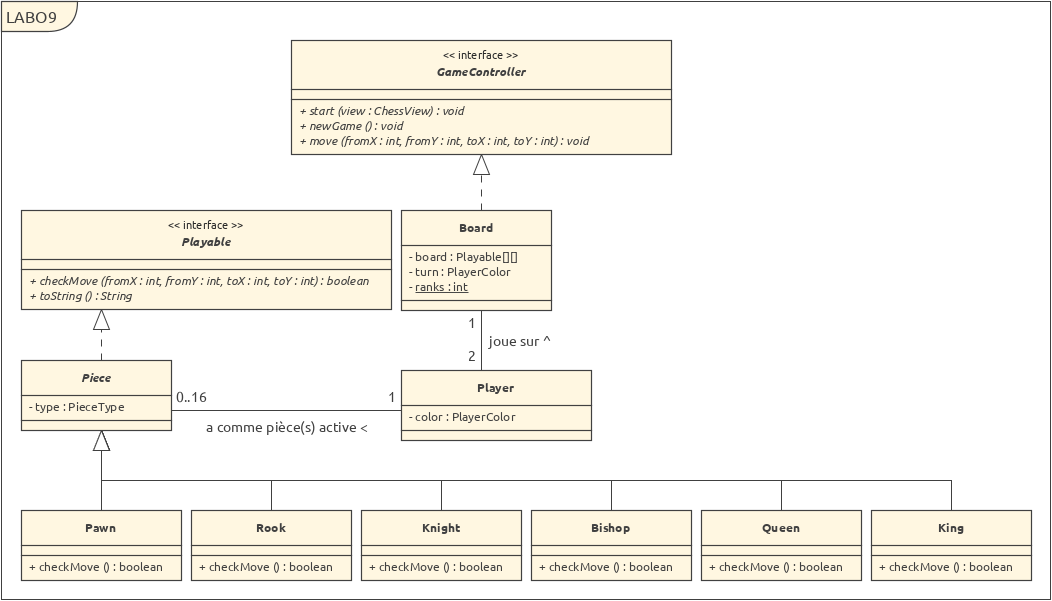 LABO9
<< interface >>
GameController
+ start (view : ChessView) : void
+ newGame () : void
+ move (fromX : int, fromY : int, toX : int, toY : int) : void
<< interface >>
Playable
+ checkMove (fromX : int, fromY : int, toX : int, toY : int) : boolean
+ toString () : String
Board
- board : Playable[][]
- turn : PlayerColor
- ranks : int
1
joue sur ^
2
Piece
- type : PieceType
0..16
1
a comme pièce(s) active <
Player
- color : PlayerColor
Pawn
+ checkMove () : boolean
Rook
+ checkMove () : boolean
Knight
+ checkMove () : boolean
Bishop
+ checkMove () : boolean
Queen
+ checkMove () : boolean
King
+ checkMove () : boolean